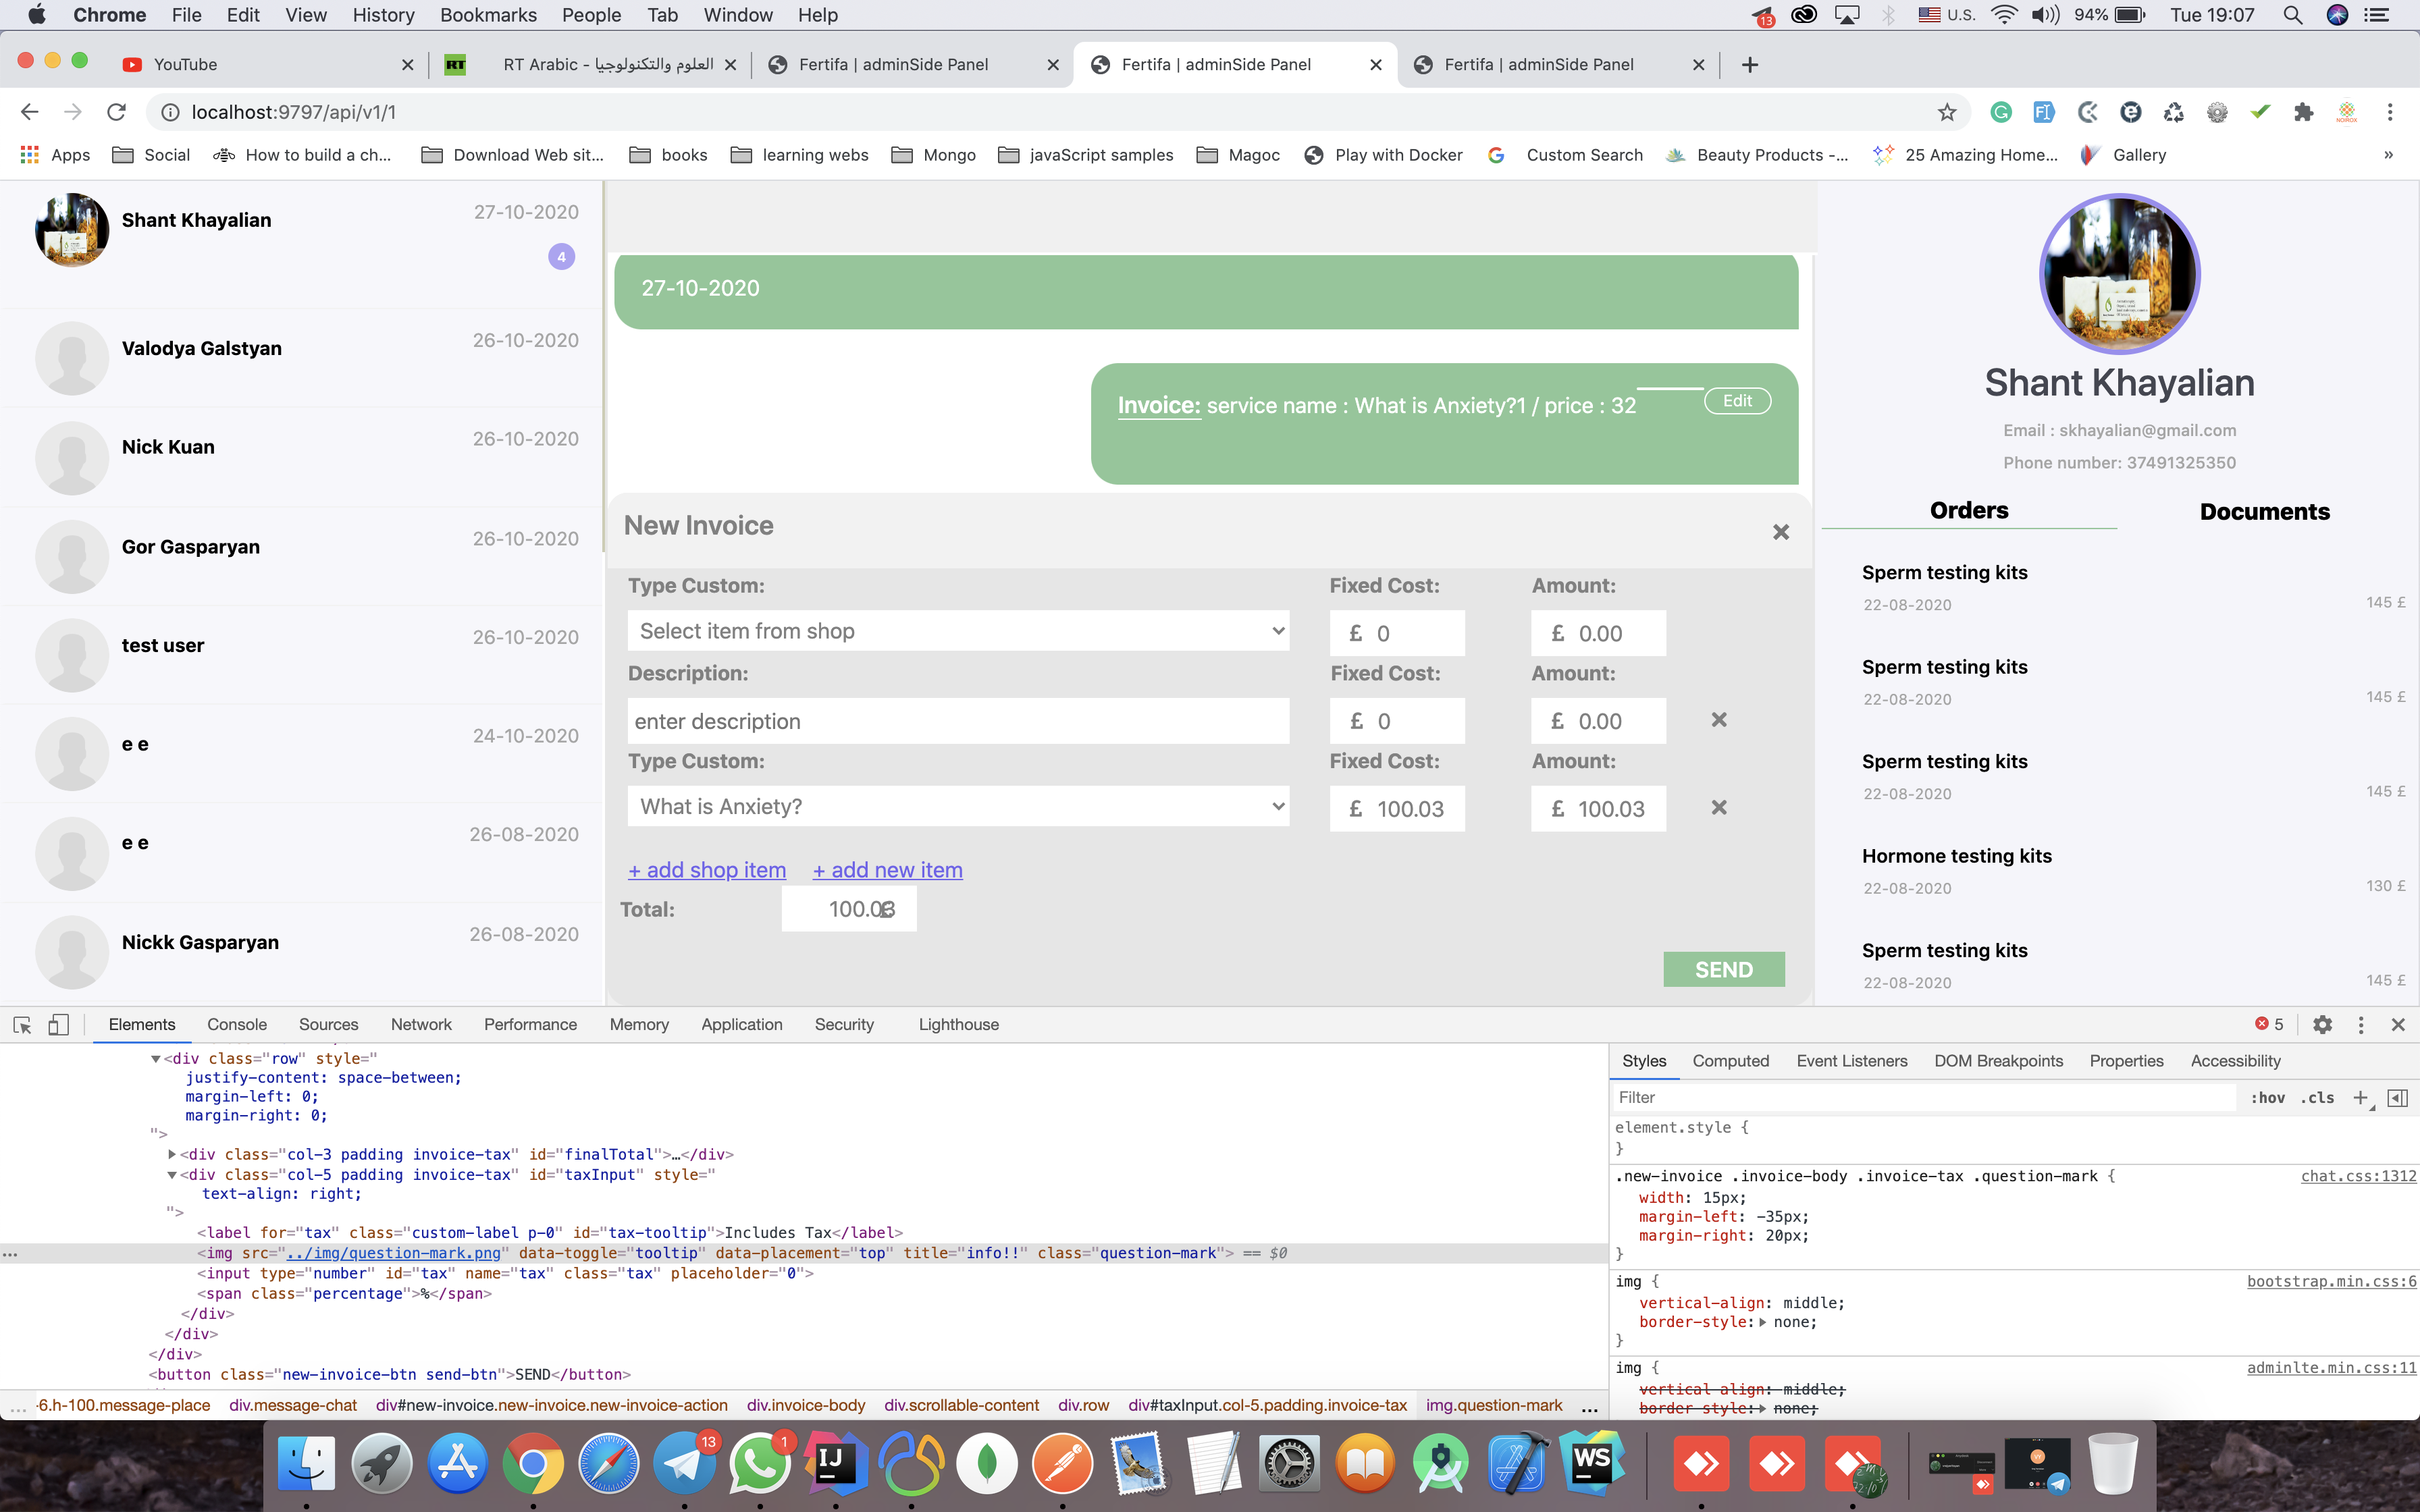 Chrome File Edit View History Bookmarks People Tab Window Help 13 U.S. 94% Tue 19:07
YouTube RT RT Arabic - العلوم والتكنولوجيا Fertifa | adminSide Panel Fertifa | adminSide Panel Fertifa | adminSide Panel
localhost:9797/api/v1/1
Apps Social How to build a ch... Download Web sit... books learning webs Mongo javaScript samples Magoc Play with Docker Custom Search Beauty Products -... 25 Amazing Home... Gallery »
Shant Khayalian 27-10-2020
4
Valodya Galstyan 26-10-2020
Nick Kuan 26-10-2020
Gor Gasparyan 26-10-2020
test user 26-10-2020
e e 24-10-2020
e e 26-08-2020
Nickk Gasparyan 26-08-2020
27-10-2020
Invoice: service name : What is Anxiety?1 / price : 32 Edit
New Invoice
Type Custom: Fixed Cost: Amount:
Select item from shop £ 0 £ 0.00
Description: Fixed Cost: Amount:
enter description £ 0 £ 0.00
Type Custom: Fixed Cost: Amount:
What is Anxiety? £ 100.03 £ 100.03
+ add shop item + add new item
Total: 100.03 £
SEND
Shant Khayalian
Email : skhayalian@gmail.com
Phone number: 37491325350
Orders Documents
Sperm testing kits
22-08-2020 145 £
Sperm testing kits
22-08-2020 145 £
Sperm testing kits
22-08-2020 145 £
Hormone testing kits
22-08-2020 130 £
Sperm testing kits
22-08-2020 145 £
Elements Console Sources Network Performance Memory Application Security Lighthouse 5
<div class="row" style="
justify-content: space-between;
margin-left: 0;
margin-right: 0;
">
<div class="col-3 padding invoice-tax" id="finalTotal">…</div>
<div class="col-5 padding invoice-tax" id="taxInput" style="
text-align: right;
">
<label for="tax" class="custom-label p-0" id="tax-tooltip">Includes Tax</label>
<img src="../img/question-mark.png" data-toggle="tooltip" data-placement="top" title="info!!" class="question-mark"> == $0
<input type="number" id="tax" name="tax" class="tax" placeholder="0">
<span class="percentage">%</span>
</div>
</div>
</div>
<button class="new-invoice-btn send-btn">SEND</button>
... -6.h-100.message-place div.message-chat div#new-invoice.new-invoice.new-invoice-action div.invoice-body div.scrollable-content div.row div#taxInput.col-5.padding.invoice-tax img.question-mark ...
Styles Computed Event Listeners DOM Breakpoints Properties Accessibility
Filter :hov .cls +
element.style {
}
.new-invoice .invoice-body .invoice-tax .question-mark { chat.css:1312
width: 15px;
margin-left: -35px;
margin-right: 20px;
}
img { bootstrap.min.css:6
vertical-align: middle;
border-style: none;
}
img { adminlte.min.css:11
vertical-align: middle;
border-style: none;
13 1 IJ WS